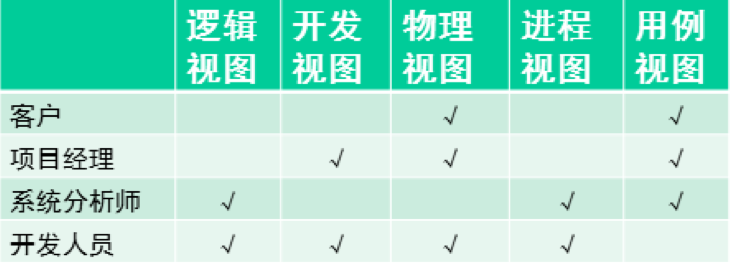 逻辑 开发 物理 进程 用例
视图 视图 视图 视图 视图
客户 √ √
项目经理 √ √ √
系统分析师 √ √ √
开发人员 √ √ √ √